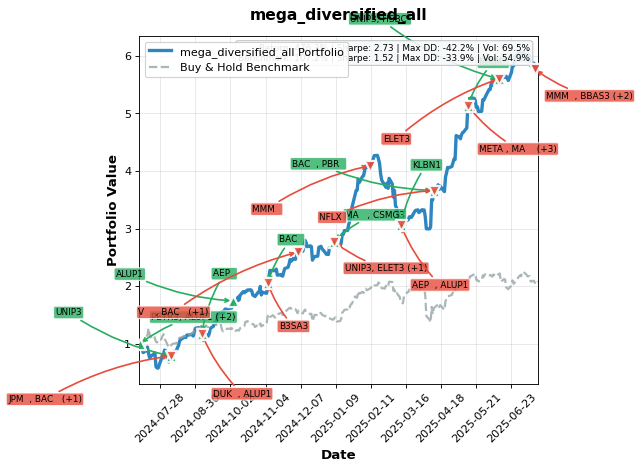 mega_diversified_all
mega_diversified_all Portfolio
Buy & Hold Benchmark
arpe: 2.73 | Max DD: -42.2% | Vol: 69.5%
arpe: 1.52 | Max DD: -33.9% | Vol: 54.9%
MMM , BBAS3 (+2)
ELET3
META , MA (+3)
BAC , PBR
KLBN1
MMM
NFLX
MA , CSMG3
BAC
UNIP3, ELET3 (+1)
ALUP1
AEP
AEP , ALUP1
UNIP3
V , BAC (+1)
B3SA3
JPM , BAC (+1)
DUK , ALUP1
Portfolio Value
6
5
4
3
2
1
2024-07-28
2024-08-30
2024-10-02
2024-11-04
2024-12-07
2025-01-09
2025-02-11
2025-03-16
2025-04-18
2025-05-21
2025-06-23
Date